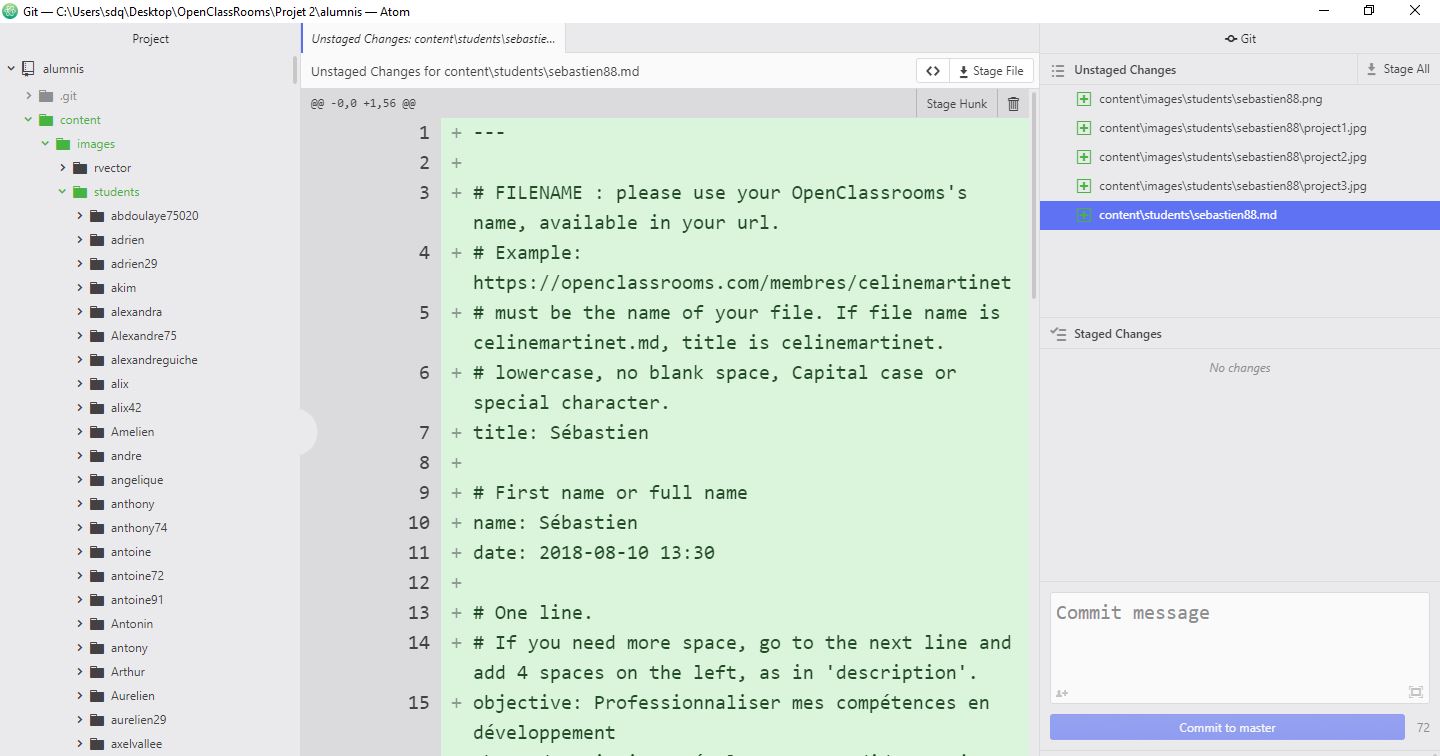 Git — C:\Users\sdq\Desktop\OpenClassRooms\Projet 2\alumnis — Atom
Project
alumnis
.git
content
images
rvector
students
abdoulaye75020
adrien
adrien29
akim
alexandra
Alexandre75
alexandreguiche
alix
alix42
Amelien
andre
angelique
anthony
anthony74
antoine
antoine72
antoine91
Antonin
antony
Arthur
Aurelien
aurelien29
axelvallee
Unstaged Changes: content\students\sebastie...
Unstaged Changes for content\students\sebastien88.md
Stage File
@@ -0,0 +1,56 @@
Stage Hunk
1 + ---
2 +
3 + # FILENAME : please use your OpenClassrooms's
name, available in your url.
4 + # Example:
https://openclassrooms.com/membres/celinemartinet
5 + # must be the name of your file. If file name is
celinemartinet.md, title is celinemartinet.
6 + # lowercase, no blank space, Capital case or
special character.
7 + title: Sébastien
8 +
9 + # First name or full name
10 + name: Sébastien
11 + date: 2018-08-10 13:30
12 +
13 + # One line.
14 + # If you need more space, go to the next line and
add 4 spaces on the left, as in 'description'.
15 + objective: Professionnaliser mes compétences en
développement
Git
Unstaged Changes
Stage All
content\images\students\sebastien88.png
content\images\students\sebastien88\project1.jpg
content\images\students\sebastien88\project2.jpg
content\images\students\sebastien88\project3.jpg
content\students\sebastien88.md
Staged Changes
No changes
Commit message
Commit to master
72